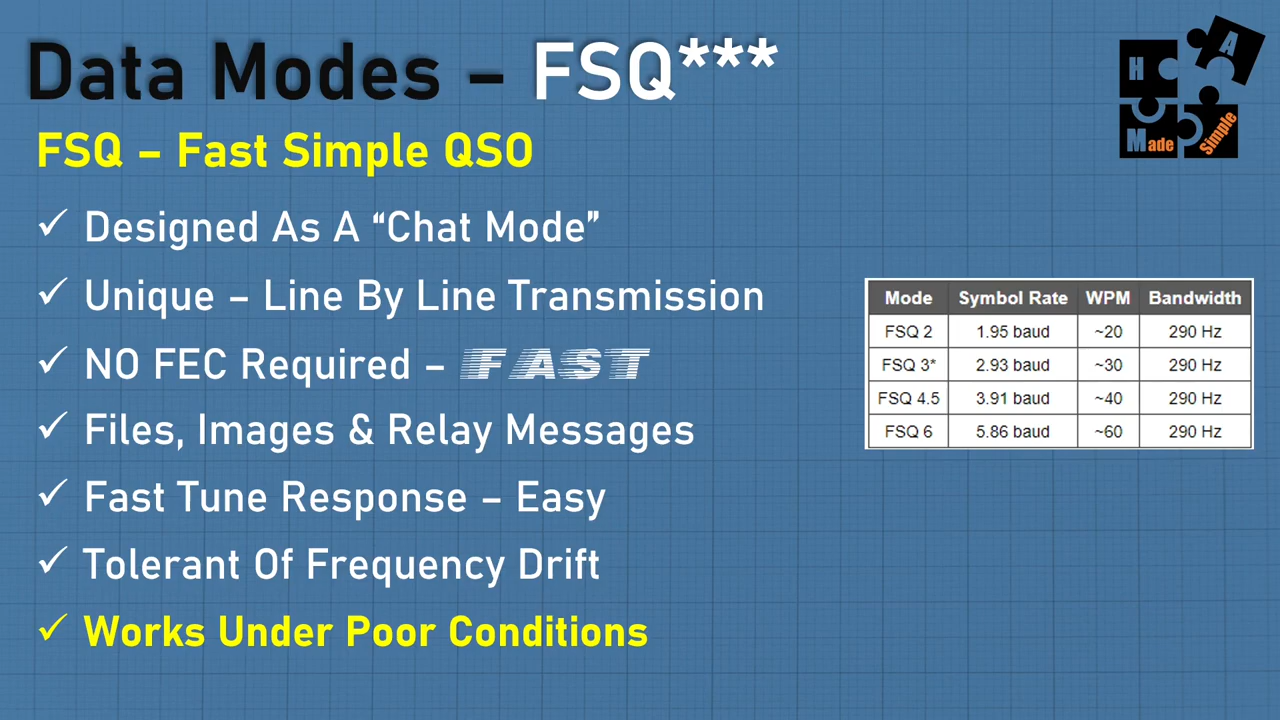 Data Modes – FSQ***
FSQ – Fast Simple QSO
✓ Designed As A “Chat Mode”
✓ Unique – Line By Line Transmission
✓ NO FEC Required – FAST
✓ Files, Images & Relay Messages
✓ Fast Tune Response – Easy
✓ Tolerant Of Frequency Drift
✓ Works Under Poor Conditions
H A
Made Simple
Mode Symbol Rate WPM Bandwidth
FSQ 2 1.95 baud ~20 290 Hz
FSQ 3* 2.93 baud ~30 290 Hz
FSQ 4.5 3.91 baud ~40 290 Hz
FSQ 6 5.86 baud ~60 290 Hz